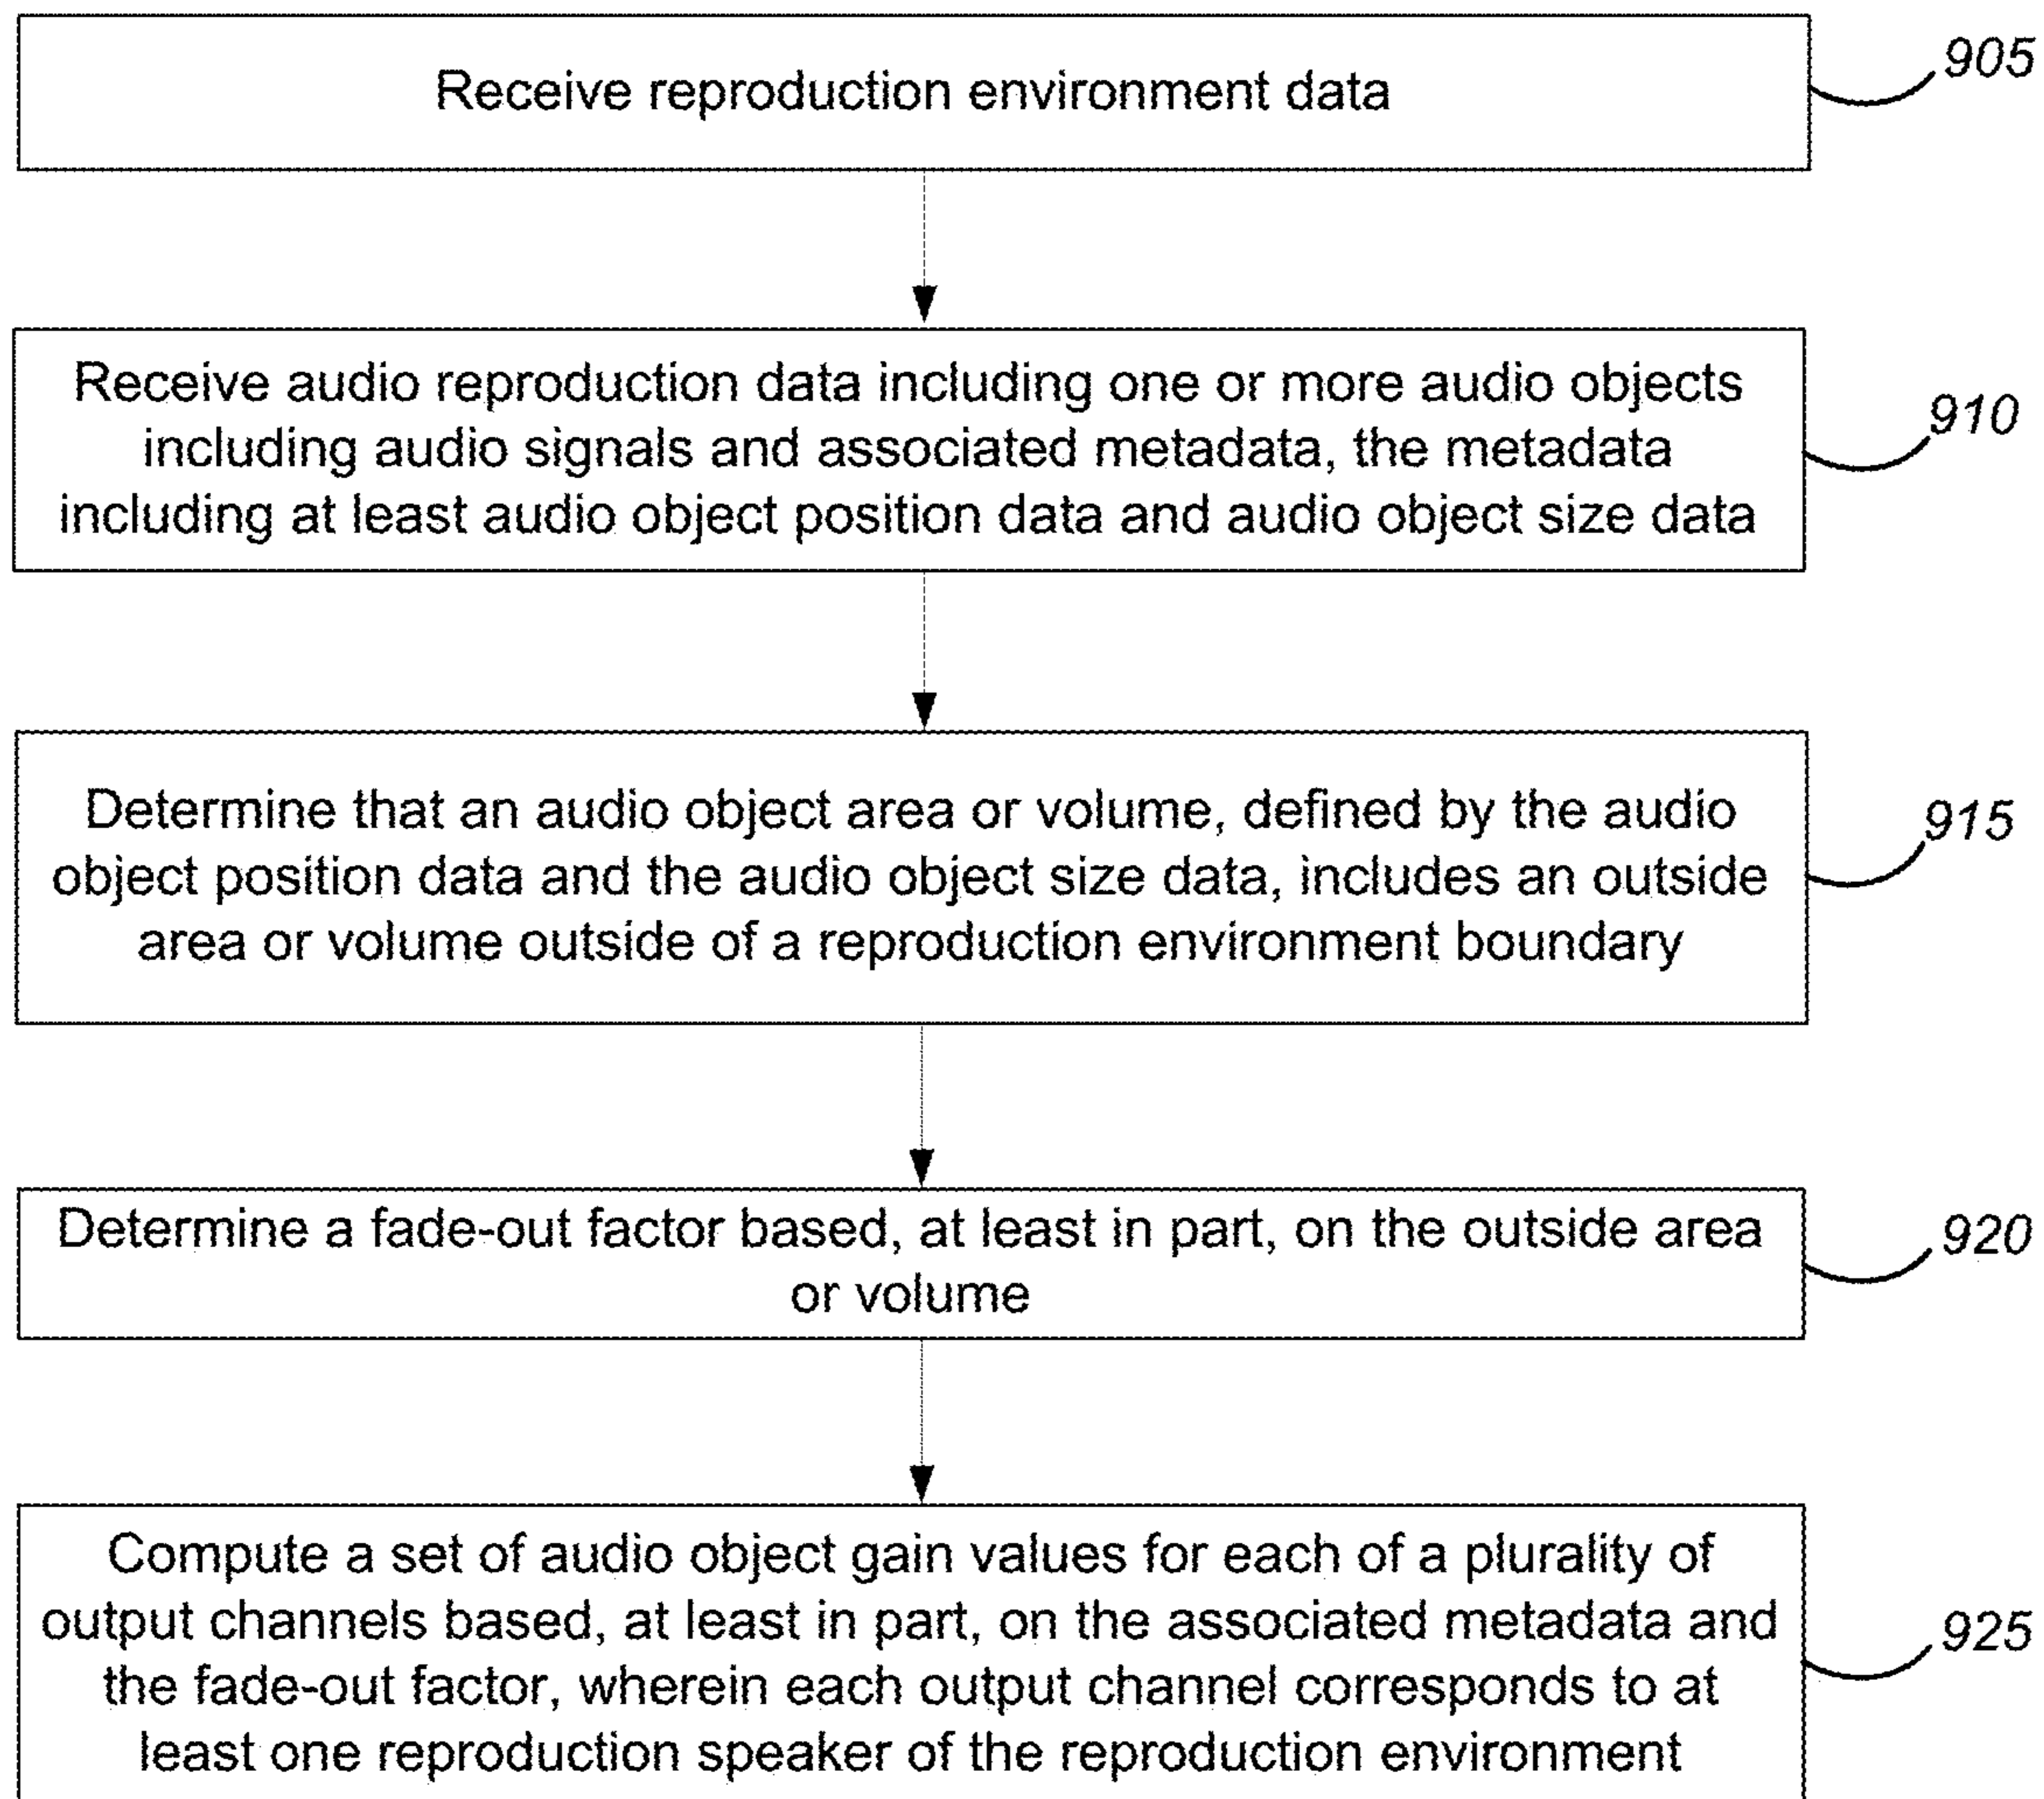 Receive reproduction environment data
905
Receive audio reproduction data including one or more audio objects
including audio signals and associated metadata, the metadata
including at least audio object position data and audio object size data
910
Determine that an audio object area or volume, defined by the audio
object position data and the audio object size data, includes an outside
area or volume outside of a reproduction environment boundary
915
Determine a fade-out factor based, at least in part, on the outside area
or volume
920
Compute a set of audio object gain values for each of a plurality of
output channels based, at least in part, on the associated metadata and
the fade-out factor, wherein each output channel corresponds to at
least one reproduction speaker of the reproduction environment
925